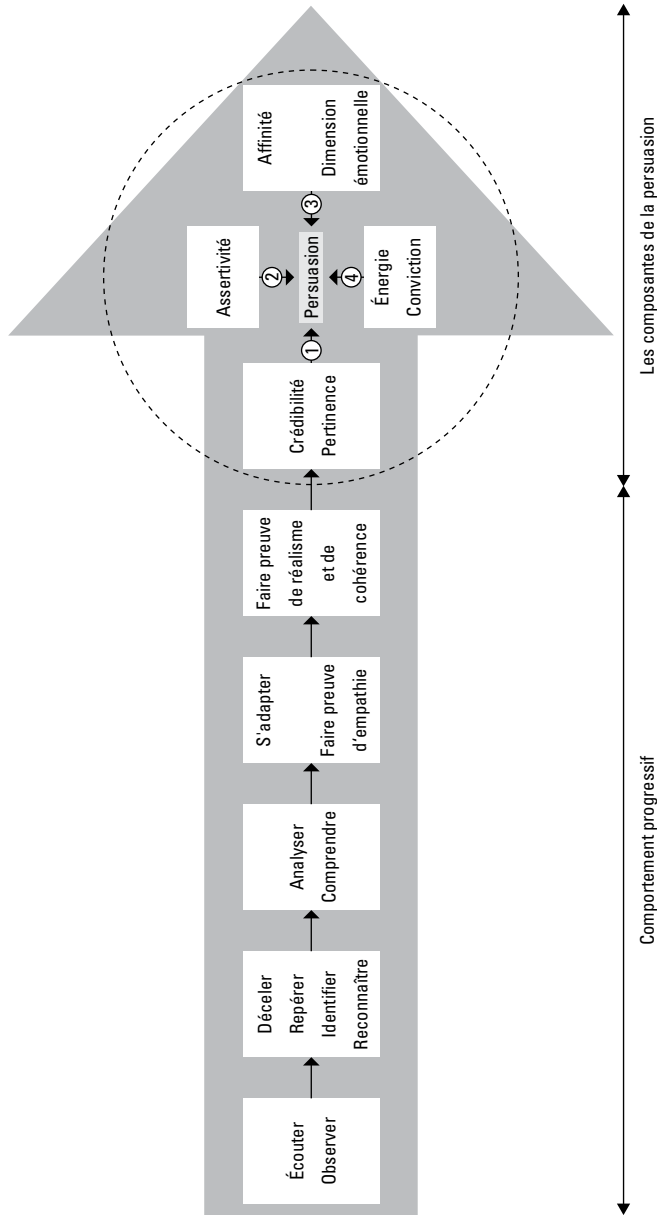 Écouter
Observer
Déceler
Repérer
Identifier
Reconnaître
Analyser
Comprendre
S'adapter
Faire preuve
d'empathie
Faire preuve
de réalisme
et de
cohérence
Crédibilité
Pertinence
1
Assertivité
2
Persuasion
4
Énergie
Conviction
3
Affinité
Dimension
émotionnelle
Comportement progressif
Les composantes de la persuasion